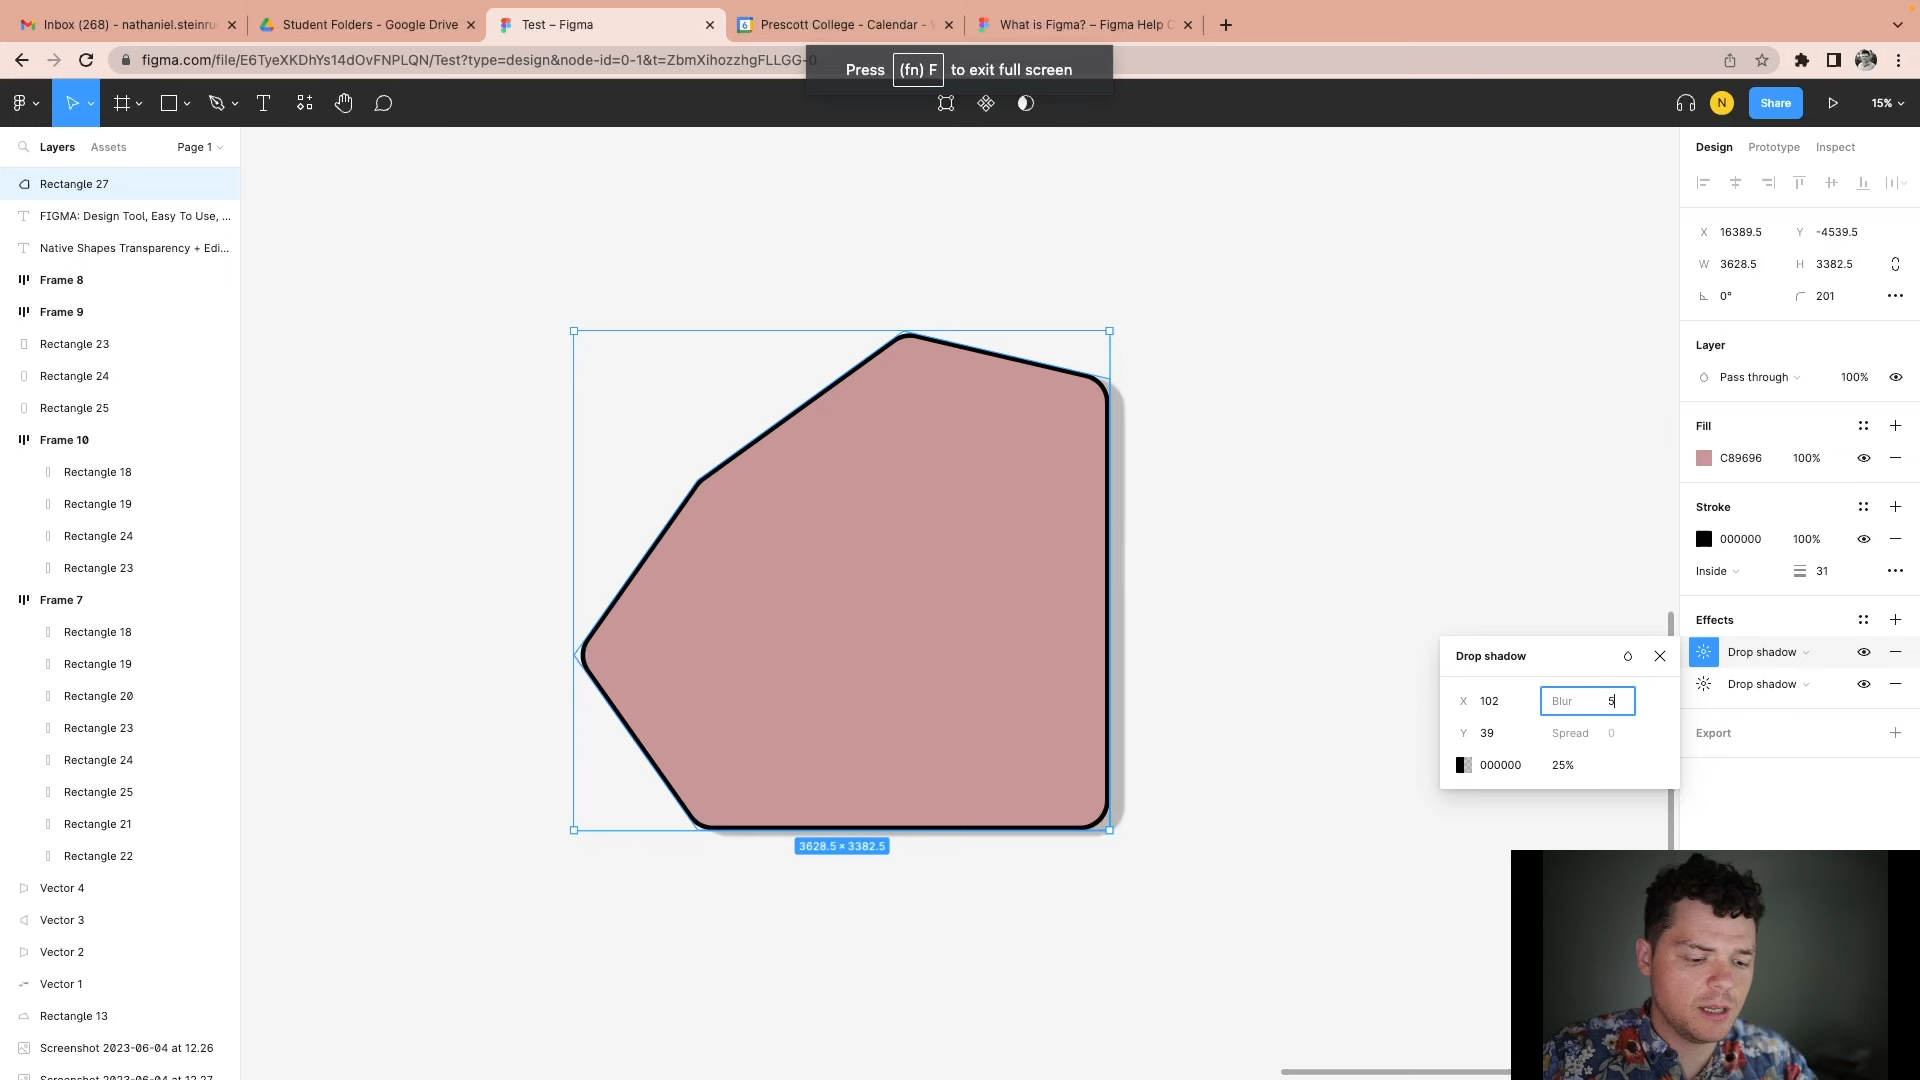 Inbox (268) - nathaniel.steinru
Student Folders - Google Drive
Test – Figma
Prescott College - Calendar -
What is Figma? – Figma Help C
figma.com/file/E6TyeXKDhYs14dOvFNPLQN/Test?type=design&node-id=0-1&t=ZbmXihozzhgFLLGG-0
Press (fn) F to exit full screen
N
Share
15%
Layers
Assets
Page 1
Rectangle 27
FIGMA: Design Tool, Easy To Use, ...
Native Shapes Transparency + Edi...
Frame 8
Frame 9
Rectangle 23
Rectangle 24
Rectangle 25
Frame 10
Rectangle 18
Rectangle 19
Rectangle 24
Rectangle 23
Frame 7
Rectangle 18
Rectangle 19
Rectangle 20
Rectangle 23
Rectangle 24
Rectangle 25
Rectangle 21
Rectangle 22
Vector 4
Vector 3
Vector 2
Vector 1
Rectangle 13
Screenshot 2023-06-04 at 12.26
Screenshot 2023-06-04 at 12.27
3628.5 × 3382.5
Design
Prototype
Inspect
X 16389.5 Y -4539.5
W 3628.5 H 3382.5
0° 201
Layer
Pass through 100%
Fill
C89696 100%
Stroke
000000 100%
Inside 31
Effects
Drop shadow
Drop shadow
Export
Drop shadow
X 102 Blur 5
Y 39 Spread 0
000000 25%